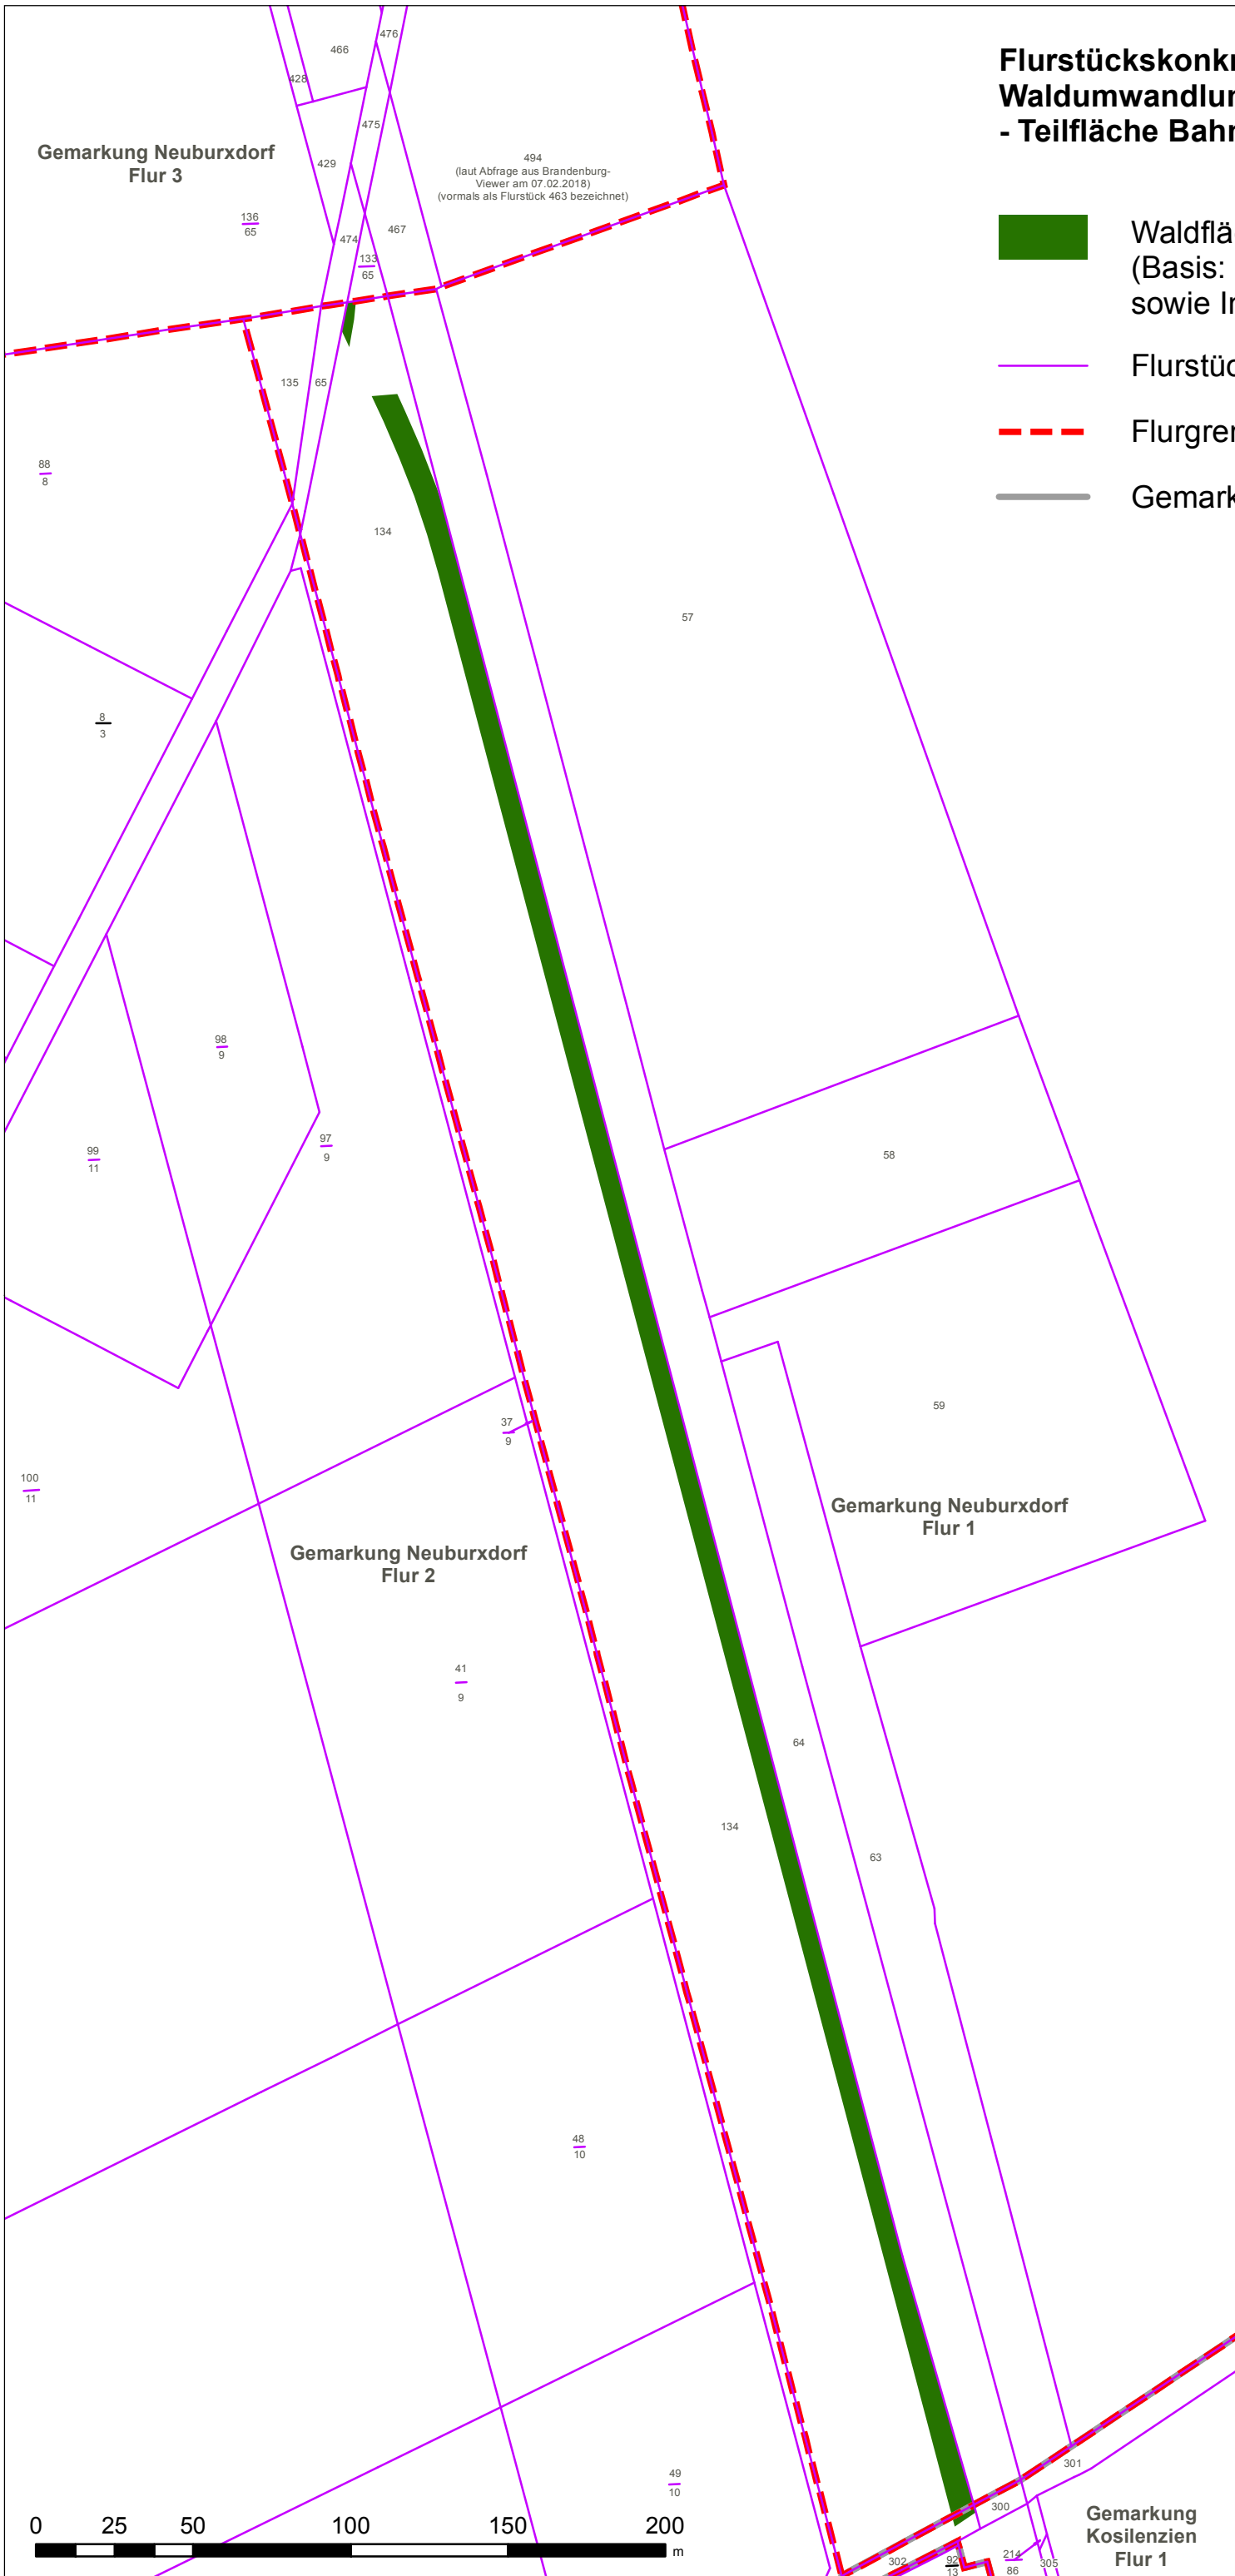 Flurstückskonkr
Waldumwandlun
- Teilfläche Bahn
Waldfläc
(Basis:
sowie In
Flurstüc
Flurgren
Gemark
476
466
428
475
429
Gemarkung Neuburxdorf
Flur 3
494
(laut Abfrage aus Brandenburg-
Viewer am 07.02.2018)
(vormals als Flurstück 463 bezeichnet)
136
65
467
474
133
65
135
65
88
8
134
57
8
3
98
9
97
9
99
11
58
59
37
9
100
11
Gemarkung Neuburxdorf
Flur 1
Gemarkung Neuburxdorf
Flur 2
41
9
64
134
63
48
10
301
49
10
300
Gemarkung
Kosilenzien
Flur 1
302
92
13
214
86
305
0 25 50 100 150 200
m